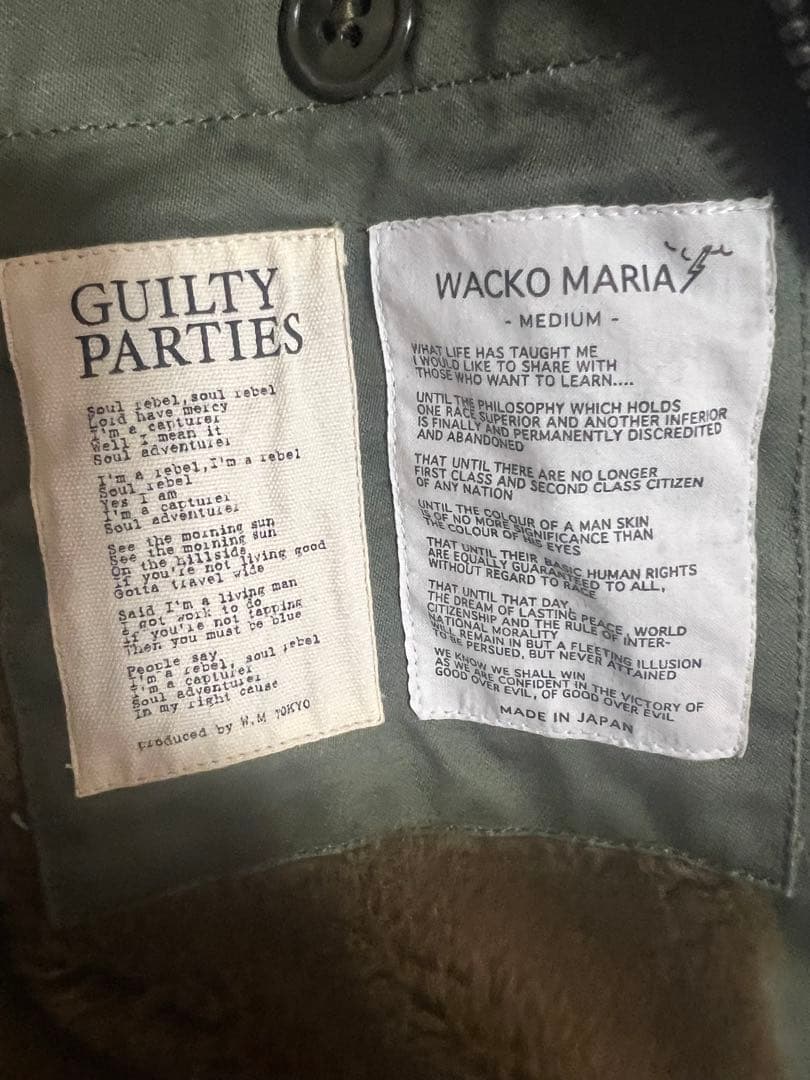 GUILTY
PARTIES
Soul rebel, soul rebel
Lord have mercy
I'm a capturer
Well I mean it
Soul adventurer
I'm a rebel, I'm a rebel
Soul rebel
Yes I am
I'm a capturer
Soul adventurer
See the morning sun
See the morning sun
On the hillside
If you're not living good
Gotta travel wide
Said I'm a living man
I got work to do
If you're not tapping
Then you must be blue
People say
I'm a rebel, soul rebel
I'm a capturer
Soul adventurer
In my right cause
produced by W.M TOKYO
WACKO MARIA
- MEDIUM -
WHAT LIFE HAS TAUGHT ME
I WOULD LIKE TO SHARE WITH
THOSE WHO WANT TO LEARN....
UNTIL THE PHILOSOPHY WHICH HOLDS
ONE RACE SUPERIOR AND ANOTHER INFERIOR
IS FINALLY AND PERMANENTLY DISCREDITED
AND ABANDONED
THAT UNTIL THERE ARE NO LONGER
FIRST CLASS AND SECOND CLASS CITIZEN
OF ANY NATION
UNTIL THE COLOUR OF A MAN SKIN
IS OF NO MORE SIGNIFICANCE THAN
THE COLOUR OF HIS EYES
THAT UNTIL THEIR BASIC HUMAN RIGHTS
ARE EQUALLY GUARANTEED TO ALL,
WITHOUT REGARD TO RACE
THAT UNTIL THAT DAY
THE DREAM OF LASTING PEACE, WORLD
CITIZENSHIP AND THE RULE OF INTER-
NATIONAL MORALITY
WILL REMAIN IN BUT A FLEETING ILLUSION
TO BE PERSUED, BUT NEVER ATTAINED
WE KNOW WE SHALL WIN
AS WE ARE CONFIDENT IN THE VICTORY OF
GOOD OVER EVIL, OF GOOD OVER EVIL
MADE IN JAPAN